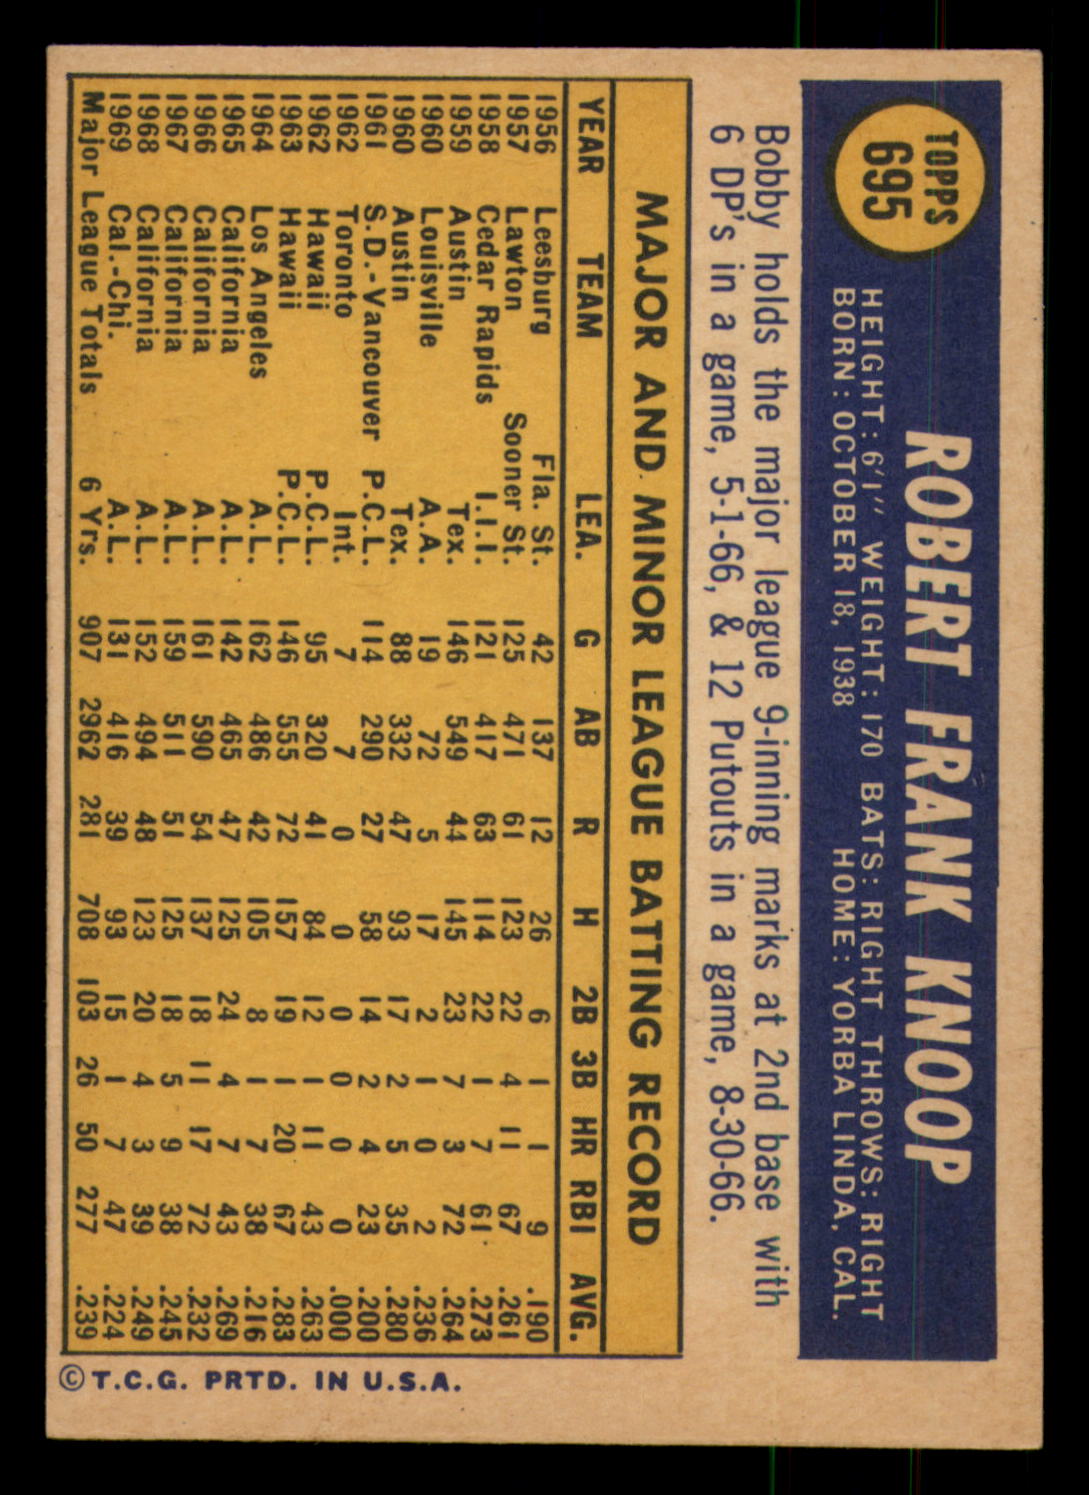 TOPPS
695
ROBERT FRANK KNOOP
HEIGHT: 6'1" WEIGHT: 170 BATS: RIGHT THROWS: RIGHT
BORN: OCTOBER 18, 1938 HOME: YORBA LINDA, CAL.
Bobby holds the major league 9-inning marks at 2nd base with
6 DP's in a game, 5-1-66, & 12 Putouts in a game, 8-30-66.
MAJOR AND MINOR LEAGUE BATTING RECORD
YEAR TEAM LEA. G AB R H 2B 3B HR RBI AVG.
1956 Leesburg Fla. St. 42 137 12 26 6 1 1 9 .190
1957 Lawton Sooner St. 125 471 61 123 22 4 11 67 .261
1958 Cedar Rapids I.I.I. 121 417 63 114 22 1 7 61 .273
1959 Austin Tex. 146 549 44 145 23 7 3 72 .264
1960 Louisville A.A. 19 72 5 17 2 1 0 2 .236
1960 Austin Tex. 88 332 47 93 17 2 5 35 .280
1961 S.D.-Vancouver P.C.L. 114 290 27 58 14 2 4 23 .200
1962 Toronto Int. 7 7 0 0 0 0 0 0 .000
1962 Hawaii P.C.L. 95 320 41 84 12 1 11 43 .263
1963 Hawaii P.C.L. 146 555 72 157 19 1 20 67 .283
1964 Los Angeles A.L. 162 486 42 105 8 1 7 38 .216
1965 California A.L. 142 465 47 125 24 4 7 43 .269
1966 California A.L. 161 590 54 137 18 11 17 72 .232
1967 California A.L. 159 511 51 125 18 5 9 38 .245
1968 California A.L. 152 494 48 123 20 4 3 39 .249
1969 Cal.-Chi. A.L. 131 416 39 93 15 1 7 47 .224
Major League Totals 6 Yrs. 907 2962 281 708 103 26 50 277 .239
© T.C.G. PRTD. IN U.S.A.